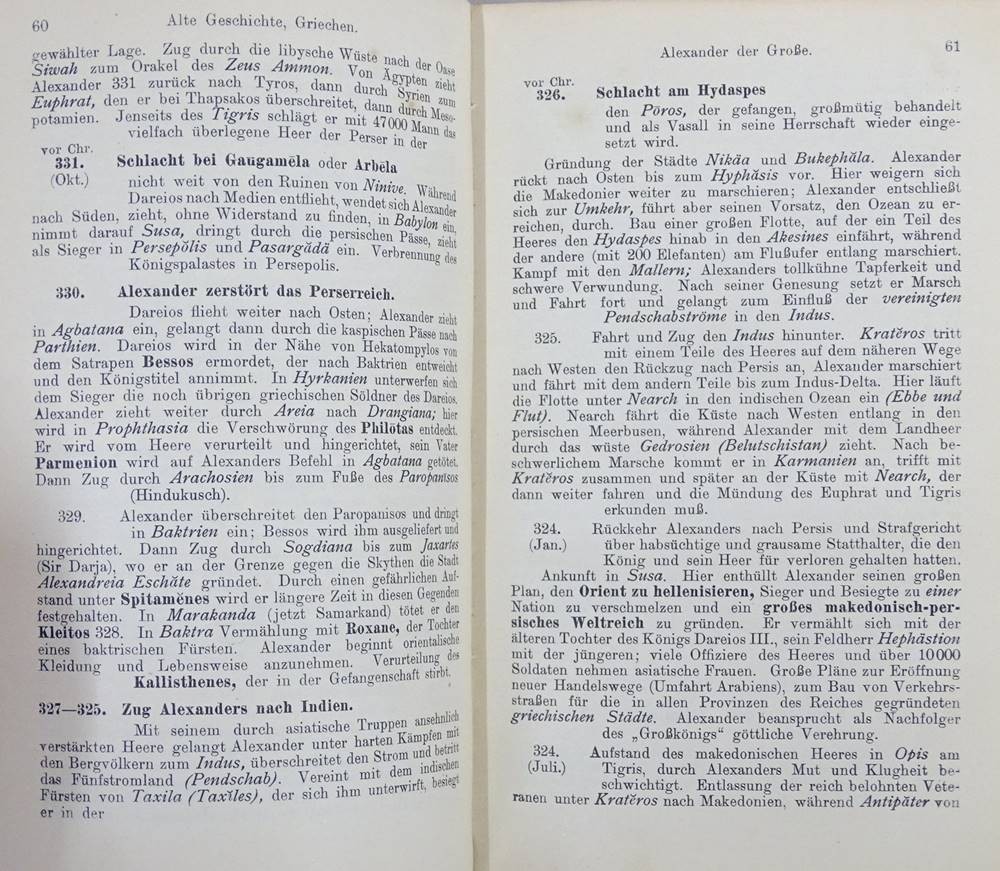 60
Alte Geschichte, Griechen.
gewählter Lage. Zug durch die libysche Wüste nach der Oase
Siwah zum Orakel des Zeus Ammon. Von Ägypten zieht
Alexander 331 zurück nach Tyros, dann durch Syrien zum
Euphrat, den er bei Thapsakos überschreitet, dann durch Meso-
potamien. Jenseits des Tigris schlägt er mit 47000 Mann das
vielfach überlegene Heer der Perser in der
vor Chr.
331. Schlacht bei Gaugamēla oder Arbēla
(Okt.) nicht weit von den Ruinen von Ninive. Während
Dareios nach Medien entflieht, wendet sich Alexander
nach Süden, zieht, ohne Widerstand zu finden, in Babylon ein,
nimmt darauf Susa, dringt durch die persischen Pässe, zieht
als Sieger in Persepŏlis und Pasargădä ein. Verbrennung des
Königspalastes in Persepolis.
330. Alexander zerstört das Perserreich.
Dareios flieht weiter nach Osten; Alexander zieht
in Agbatana ein, gelangt dann durch die kaspischen Pässe nach
Parthien. Dareios wird in der Nähe von Hekatompylos von
dem Satrapen Bessos ermordet, der nach Baktrien entweicht
und den Königstitel annimmt. In Hyrkanien unterwerfen sich
dem Sieger die noch übrigen griechischen Söldner des Dareios.
Alexander zieht weiter durch Areia nach Drangiana; hier
wird in Prophthasia die Verschwörung des Philōtas entdeckt.
Er wird vom Heere verurteilt und hingerichtet, sein Vater
Parmenion wird auf Alexanders Befehl in Agbatana getötet.
Dann Zug durch Arachosien bis zum Fuße des Paropanisos
(Hindukusch).
329. Alexander überschreitet den Paropanisos und dringt
in Baktrien ein; Bessos wird ihm ausgeliefert und
hingerichtet. Dann Zug durch Sogdiana bis zum Jaxartes
(Sir Darja), wo er an der Grenze gegen die Skythen die Stadt
Alexandreia Eschăte gründet. Durch einen gefährlichen Auf-
stand unter Spitamĕnes wird er längere Zeit in diesen Gegenden
festgehalten. In Marakanda (jetzt Samarkand) tötet er den
Kleitos 328. In Baktra Vermählung mit Roxane, der Tochter
eines baktrischen Fürsten. Alexander beginnt orientalische
Kleidung und Lebensweise anzunehmen. Verurteilung des
Kallisthenes, der in der Gefangenschaft stirbt.
327—325. Zug Alexanders nach Indien.
Mit seinem durch asiatische Truppen ansehnlich
verstärkten Heere gelangt Alexander unter harten Kämpfen mit
den Bergvölkern zum Indus, überschreitet den Strom und betritt
das Fünfstromland (Pendschab). Vereint mit dem indischen
Fürsten von Taxila (Taxĭles), der sich ihm unterwirft, besiegt
er in der
Alexander der Große.
61
vor Chr.
326. Schlacht am Hydaspes
den Pōros, der gefangen, großmütig behandelt
und als Vasall in seine Herrschaft wieder einge-
setzt wird.
Gründung der Städte Nikäa und Bukephăla. Alexander
rückt nach Osten bis zum Hyphăsis vor. Hier weigern sich
die Makedonier weiter zu marschieren; Alexander entschließt
sich zur Umkehr, führt aber seinen Vorsatz, den Ozean zu er-
reichen, durch. Bau einer großen Flotte, auf der ein Teil des
Heeres den Hydaspes hinab in den Akesines einfährt, während
der andere (mit 200 Elefanten) am Flußufer entlang marschiert.
Kampf mit den Mallern; Alexanders tollkühne Tapferkeit und
schwere Verwundung. Nach seiner Genesung setzt er Marsch
und Fahrt fort und gelangt zum Einfluß der vereinigten
Pendschabströme in den Indus.
325. Fahrt und Zug den Indus hinunter. Kratĕros tritt
mit einem Teile des Heeres auf dem näheren Wege
nach Westen den Rückzug nach Persis an, Alexander marschiert
und fährt mit dem andern Teile bis zum Indus-Delta. Hier läuft
die Flotte unter Nearch in den indischen Ozean ein (Ebbe und
Flut). Nearch fährt die Küste nach Westen entlang in den
persischen Meerbusen, während Alexander mit dem Landheer
durch das wüste Gedrosien (Belutschistan) zieht. Nach be-
schwerlichem Marsche kommt er in Karmanien an, trifft mit
Kratĕros zusammen und später an der Küste mit Nearch, der
dann weiter fahren und die Mündung des Euphrat und Tigris
erkunden muß.
324. Rückkehr Alexanders nach Persis und Strafgericht
(Jan.) über habsüchtige und grausame Statthalter, die den
König und sein Heer für verloren gehalten hatten.
Ankunft in Susa. Hier enthüllt Alexander seinen großen
Plan, den Orient zu hellenisieren, Sieger und Besiegte zu einer
Nation zu verschmelzen und ein großes makedonisch-per-
sisches Weltreich zu gründen. Er vermählt sich mit der
älteren Tochter des Königs Dareios III., sein Feldherr Hephästion
mit der jüngeren; viele Offiziere des Heeres und über 10000
Soldaten nehmen asiatische Frauen. Große Pläne zur Eröffnung
neuer Handelswege (Umfahrt Arabiens), zum Bau von Verkehrs-
straßen für die in allen Provinzen des Reiches gegründeten
griechischen Städte. Alexander beansprucht als Nachfolger
des „Großkönigs" göttliche Verehrung.
324. Aufstand des makedonischen Heeres in Opis am
(Juli.) Tigris, durch Alexanders Mut und Klugheit be-
schwichtigt. Entlassung der reich belohnten Vete-
ranen unter Kratĕros nach Makedonien, während Antipăter von